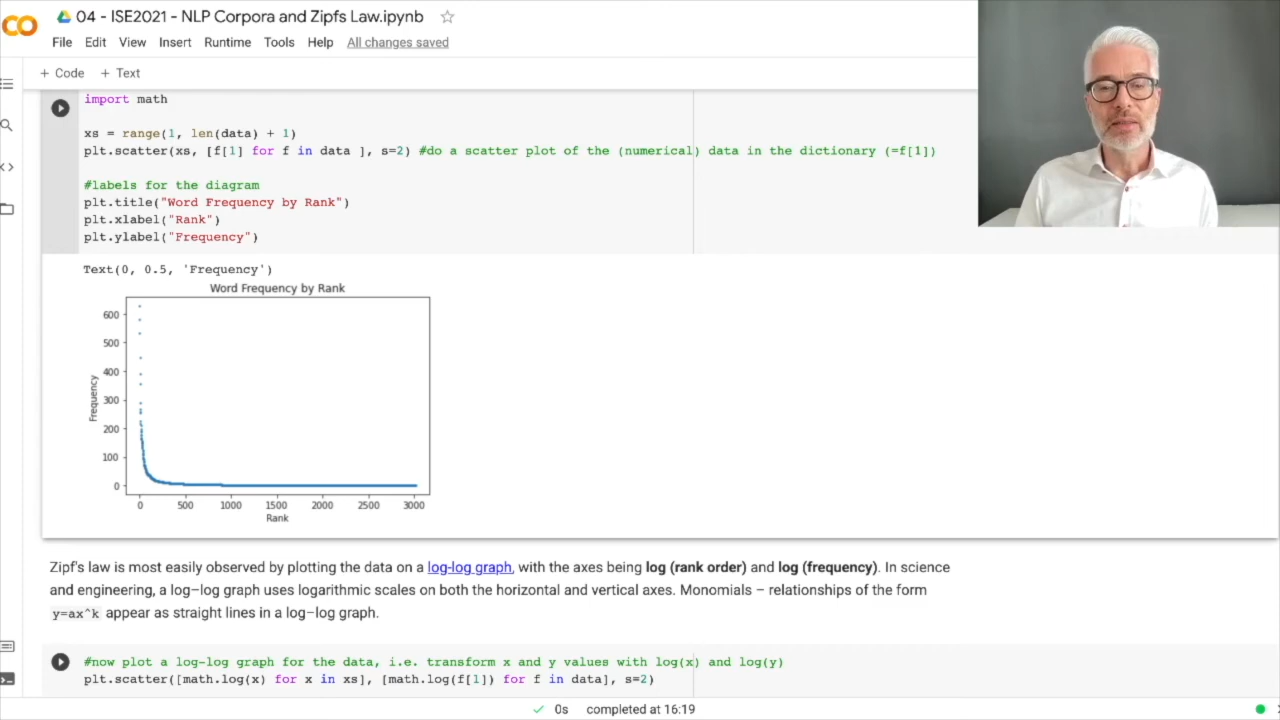 04 - ISE2021 - NLP Corpora and Zipfs Law.ipynb
File Edit View Insert Runtime Tools Help All changes saved
+ Code + Text
import math
xs = range(1, len(data) + 1)
plt.scatter(xs, [f[1] for f in data ], s=2) #do a scatter plot of the (numerical) data in the dictionary (=f[1])
#labels for the diagram
plt.title("Word Frequency by Rank")
plt.xlabel("Rank")
plt.ylabel("Frequency")
Text(0, 0.5, 'Frequency')
Word Frequency by Rank
600
500
400
300
200
100
0
Frequency
0 500 1000 1500 2000 2500 3000
Rank
Zipf's law is most easily observed by plotting the data on a log-log graph, with the axes being log (rank order) and log (frequency). In science
and engineering, a log–log graph uses logarithmic scales on both the horizontal and vertical axes. Monomials – relationships of the form
y=ax^k appear as straight lines in a log–log graph.
#now plot a log-log graph for the data, i.e. transform x and y values with log(x) and log(y)
plt.scatter([math.log(x) for x in xs], [math.log(f[1]) for f in data], s=2)
0s completed at 16:19